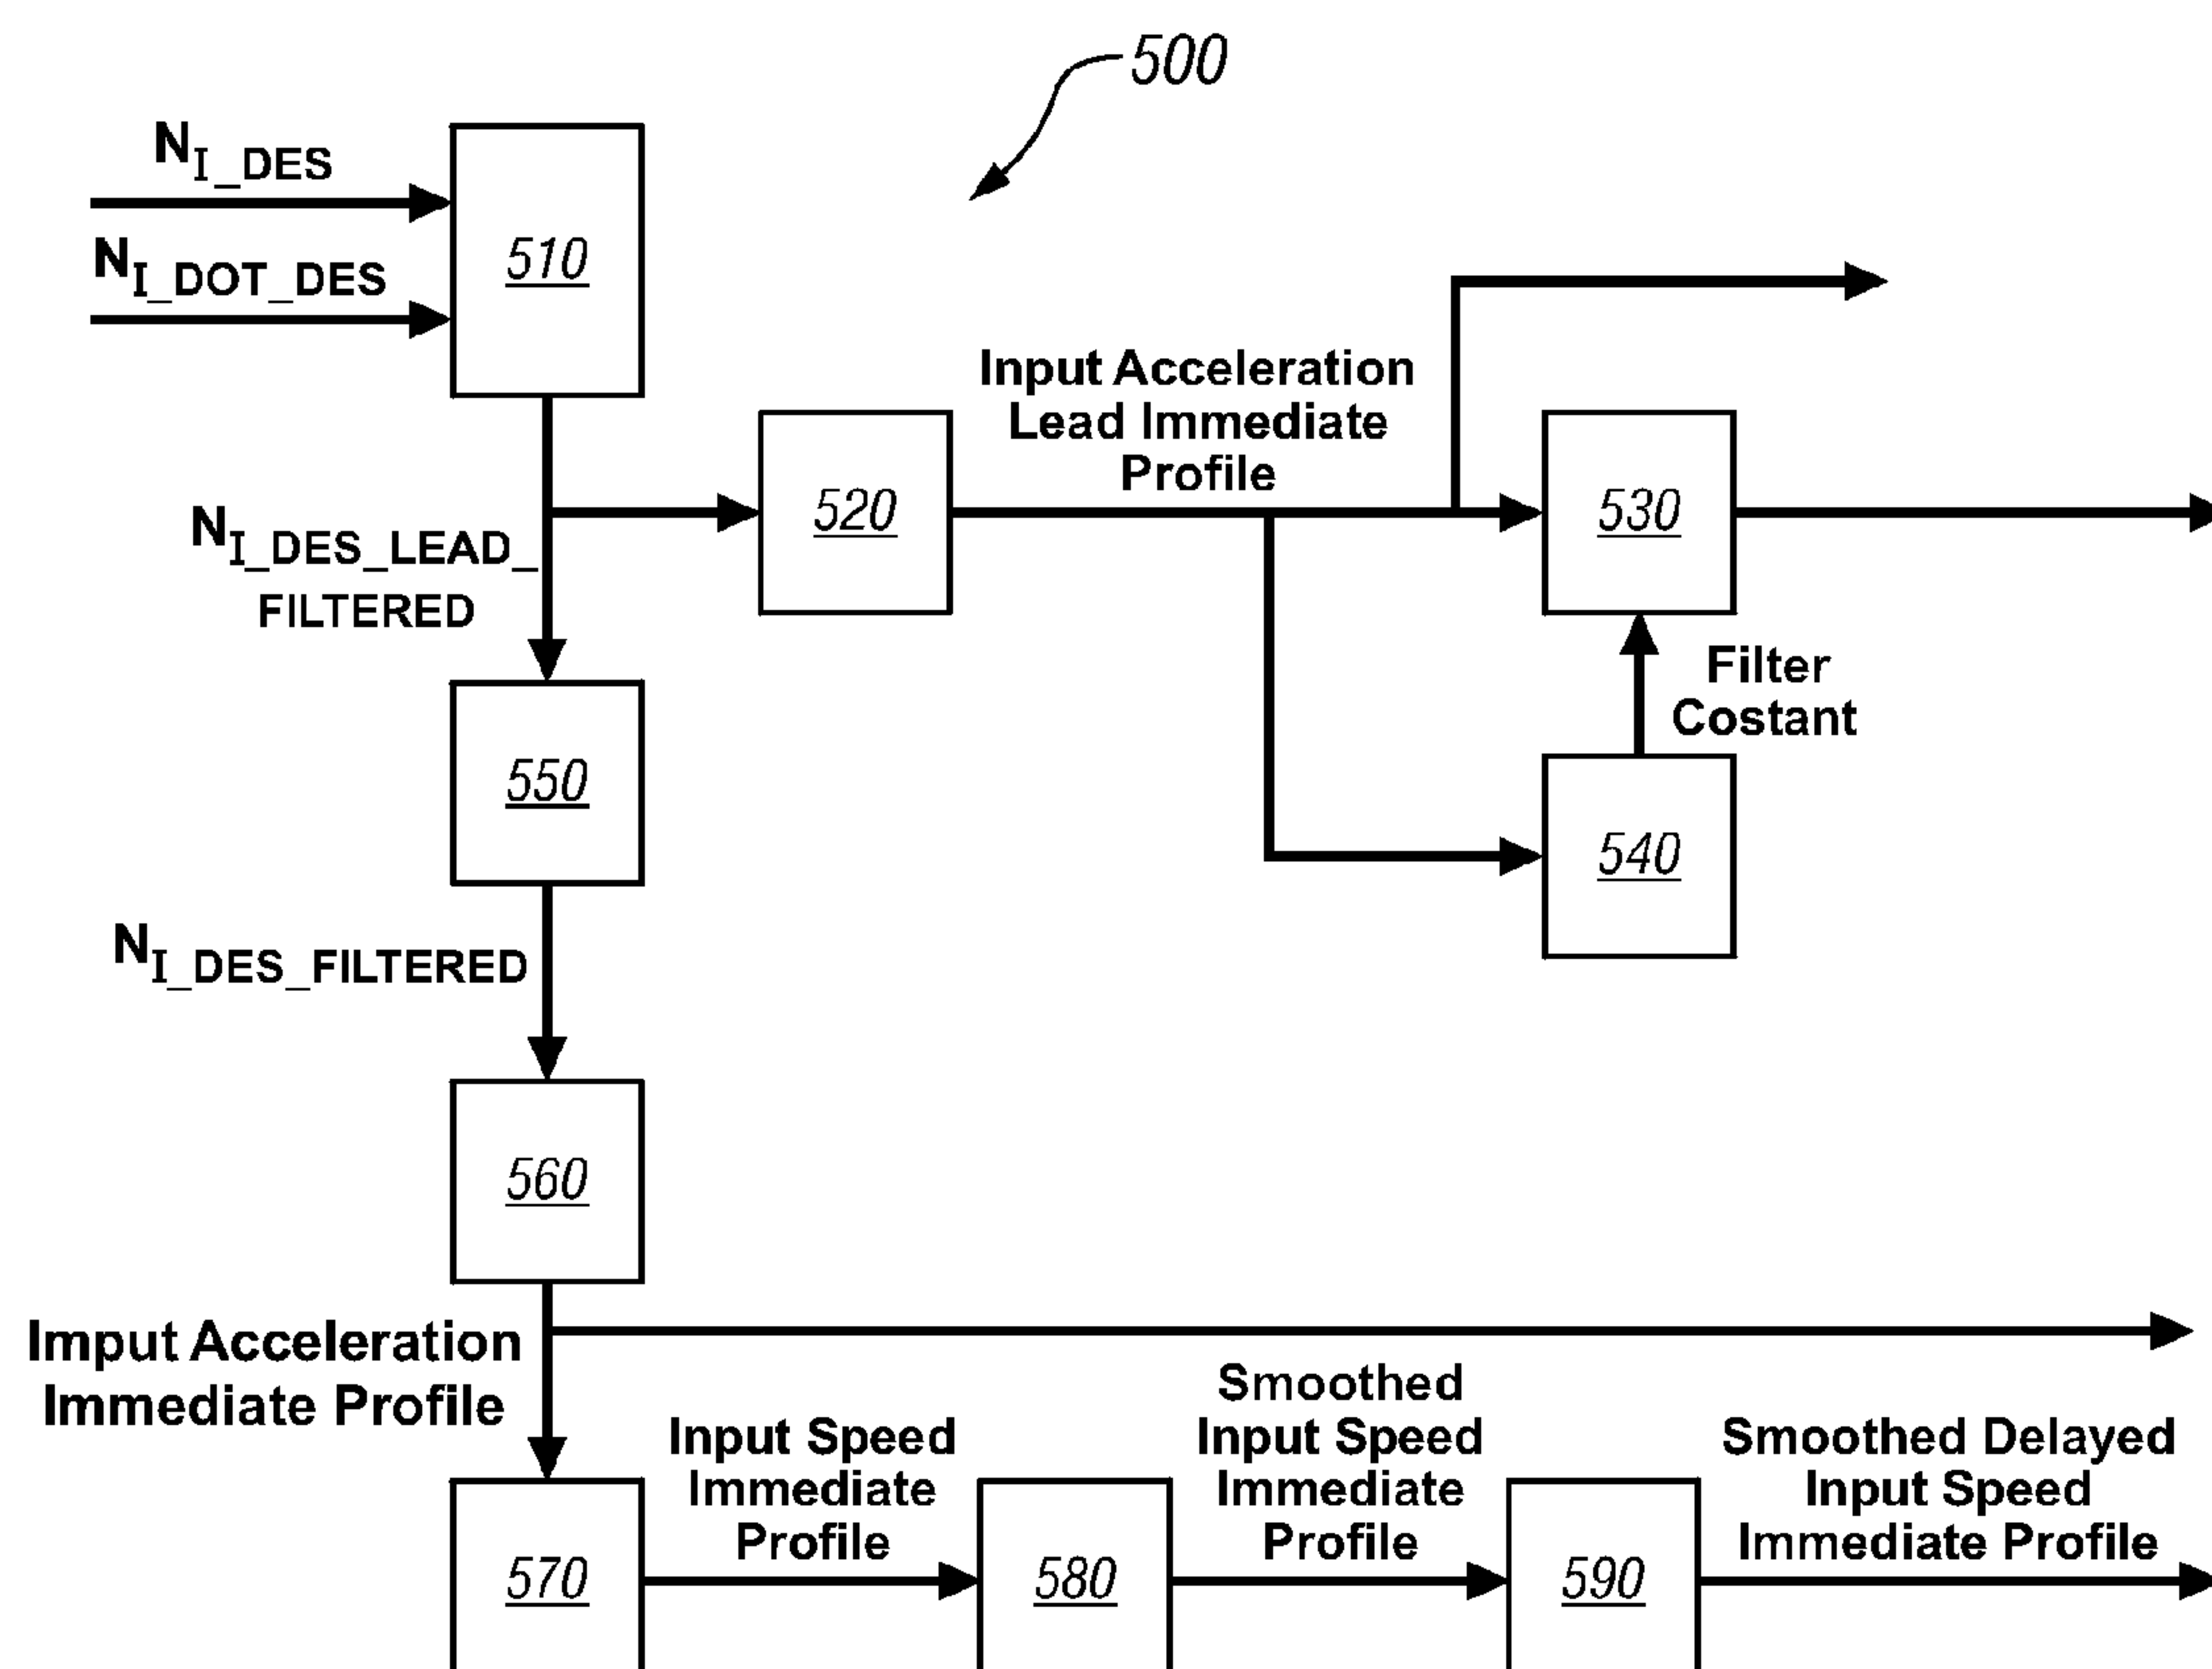 500
N_I_DES
N_I_DOT_DES
510
Input Acceleration
Lead Immediate
Profile
520
530
N_I_DES_LEAD_
FILTERED
Filter
Costant
550
540
N_I_DES_FILTERED
560
Imput Acceleration
Immediate Profile
Input Speed
Immediate
Profile
Smoothed
Input Speed
Immediate
Profile
Smoothed Delayed
Input Speed
Immediate Profile
570
580
590